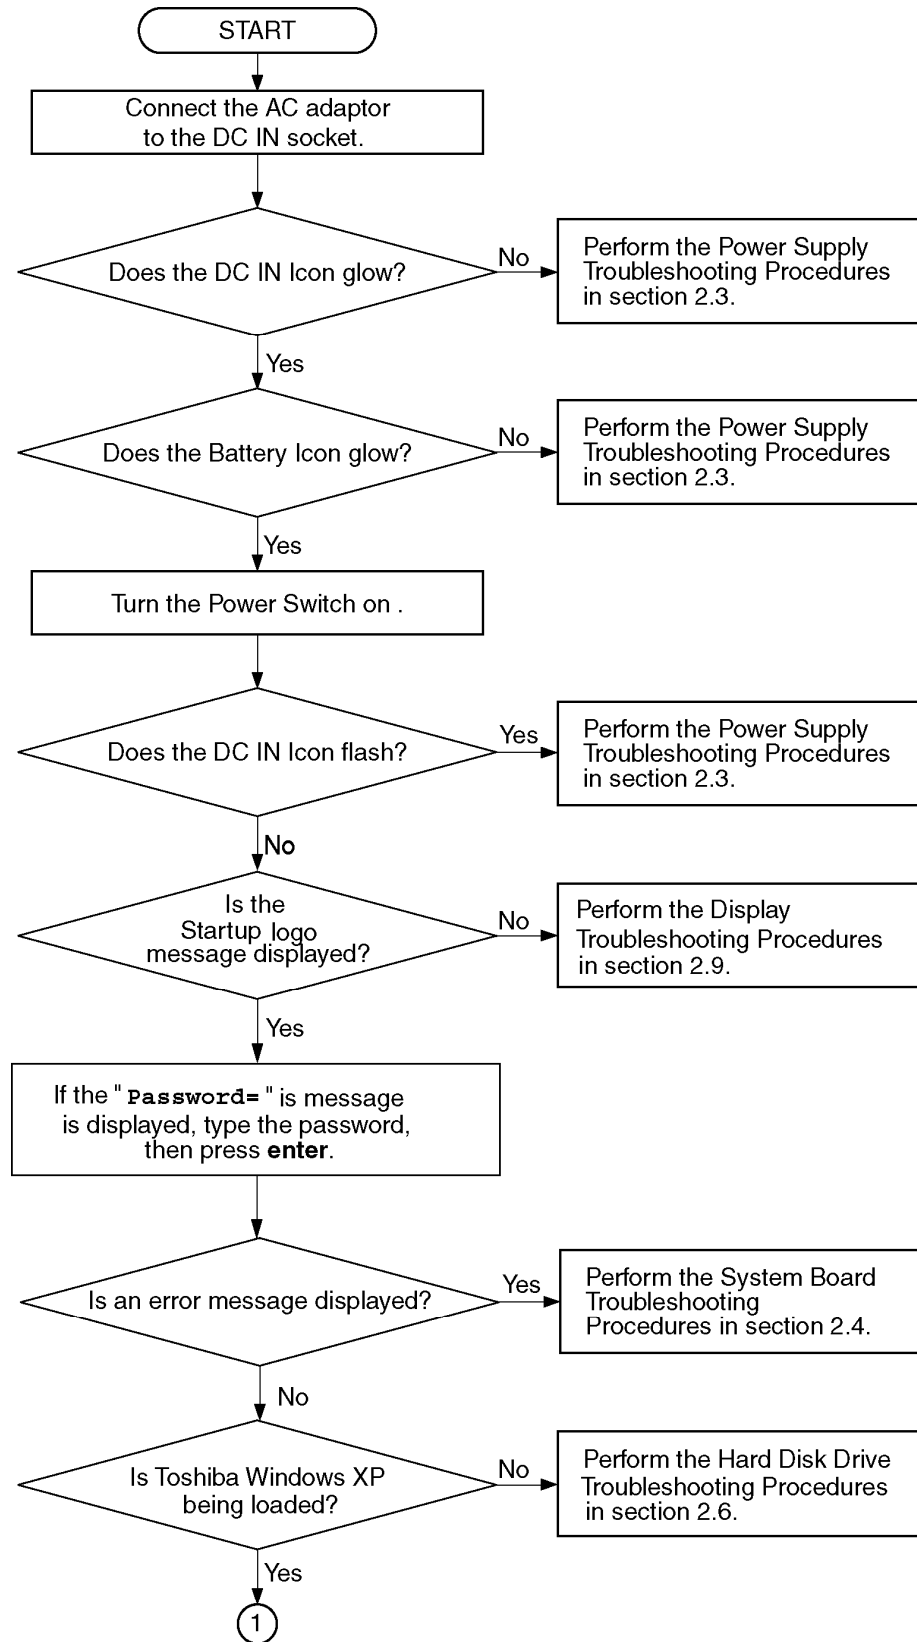 START
Connect the AC adaptor
to the DC IN socket.
Does the DC IN Icon glow?
No
Perform the Power Supply
Troubleshooting Procedures
in section 2.3.
Yes
Does the Battery Icon glow?
No
Perform the Power Supply
Troubleshooting Procedures
in section 2.3.
Yes
Turn the Power Switch on .
Does the DC IN Icon flash?
Yes
Perform the Power Supply
Troubleshooting Procedures
in section 2.3.
No
Is the
Startup logo
message displayed?
No
Perform the Display
Troubleshooting Procedures
in section 2.9.
Yes
If the " Password= " is message
is displayed, type the password,
then press enter.
Is an error message displayed?
Yes
Perform the System Board
Troubleshooting
Procedures in section 2.4.
No
Is Toshiba Windows XP
being loaded?
No
Perform the Hard Disk Drive
Troubleshooting Procedures
in section 2.6.
Yes
1